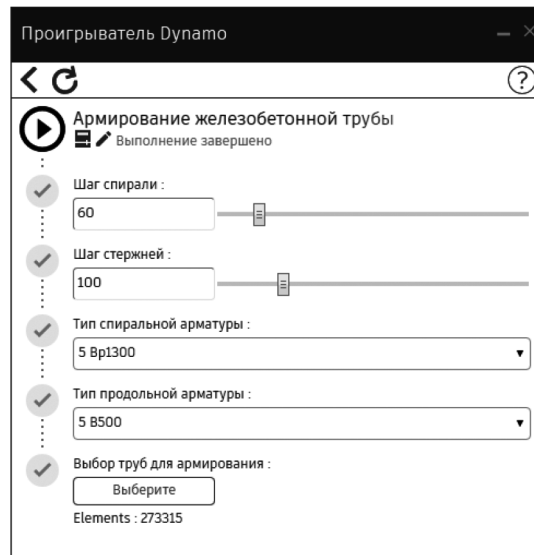 Проигрыватель Dynamo
Армирование железобетонной трубы
Выполнение завершено
Шаг спирали :
60
Шаг стержней :
100
Тип спиральной арматуры :
5 Вр1300
Тип продольной арматуры :
5 В500
Выбор труб для армирования :
Выберите
Elements : 273315